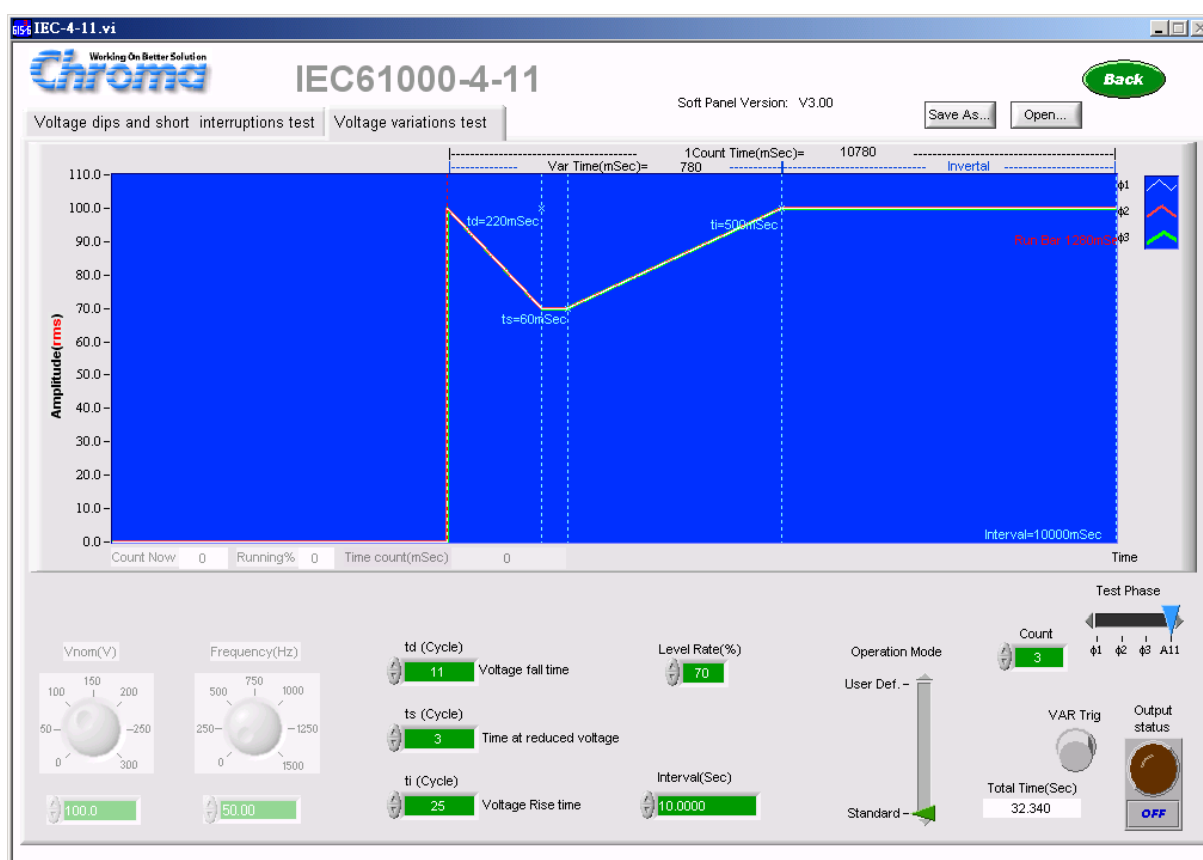 IEC-4-11.vi
Working On Better Solution
Chroma
IEC61000-4-11
Soft Panel Version: V3.00
Save As...
Open...
Back
Voltage dips and short interruptions test
Voltage variations test
1Count Time(mSec)= 10780
Var Time(mSec)= 780
Invertal
110.0
100.0
90.0
80.0
70.0
60.0
50.0
40.0
30.0
20.0
10.0
0.0
Amplitude(rms)
td=220mSec
ts=60mSec
ti=500mSec
Run Bar 1280mSe
ϕ1
ϕ2
ϕ3
Interval=10000mSec
Time
Count Now 0 Running% 0 Time count(mSec) 0
Vnom(V)
0 50 100 150 200 250 300
100.0
Frequency(Hz)
0 250 500 750 1000 1250 1500
50.00
td (Cycle)
11 Voltage fall time
ts (Cycle)
3 Time at reduced voltage
ti (Cycle)
25 Voltage Rise time
Level Rate(%)
70
Interval(Sec)
10.0000
Operation Mode
User Def.
Standard
Count
3
Test Phase
ϕ1 ϕ2 ϕ3 A11
VAR Trig
Total Time(Sec)
32.340
Output
status
OFF